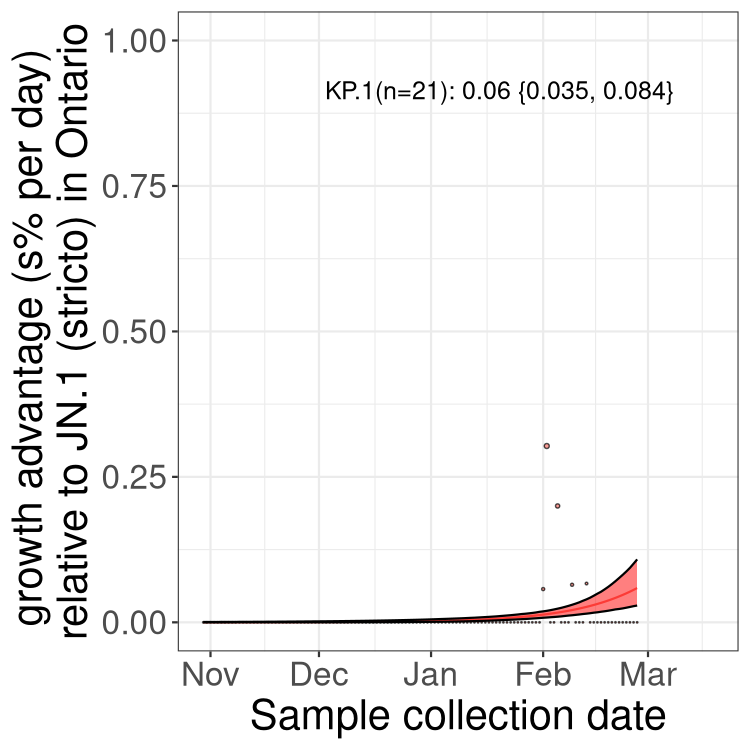 growth advantage (s% per day)
relative to JN.1 (stricto) in Ontario
1.00
0.75
0.50
0.25
0.00
KP.1(n=21): 0.06 {0.035, 0.084}
Nov Dec Jan Feb Mar
Sample collection date